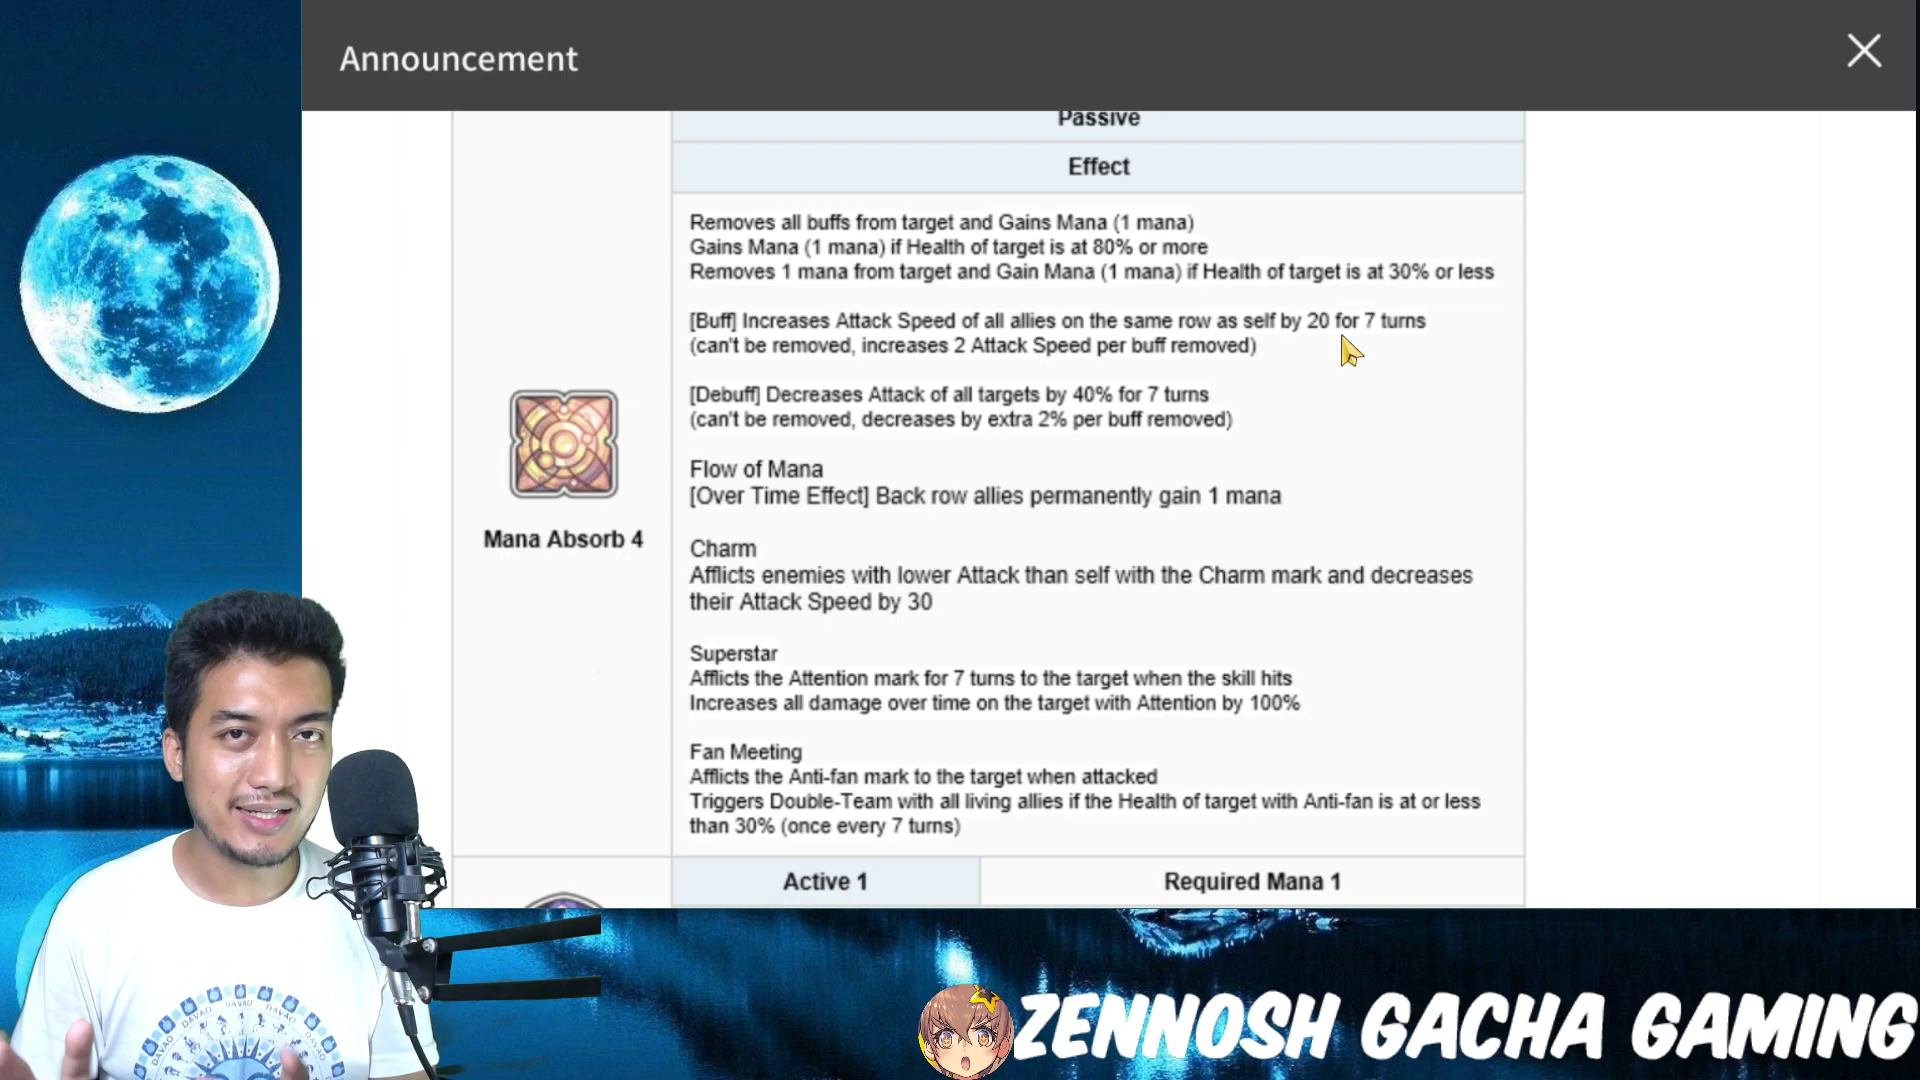 Announcement
Passive
Effect
Removes all buffs from target and Gains Mana (1 mana)
Gains Mana (1 mana) if Health of target is at 80% or more
Removes 1 mana from target and Gain Mana (1 mana) if Health of target is at 30% or less
[Buff] Increases Attack Speed of all allies on the same row as self by 20 for 7 turns
(can't be removed, increases 2 Attack Speed per buff removed)
[Debuff] Decreases Attack of all targets by 40% for 7 turns
(can't be removed, decreases by extra 2% per buff removed)
Flow of Mana
[Over Time Effect] Back row allies permanently gain 1 mana
Mana Absorb 4
Charm
Afflicts enemies with lower Attack than self with the Charm mark and decreases
their Attack Speed by 30
Superstar
Afflicts the Attention mark for 7 turns to the target when the skill hits
Increases all damage over time on the target with Attention by 100%
Fan Meeting
Afflicts the Anti-fan mark to the target when attacked
Triggers Double-Team with all living allies if the Health of target with Anti-fan is at or less
than 30% (once every 7 turns)
Active 1
Required Mana 1
DAVAO DAVAO DAVAO DAVAO DAVAO
ZENNOSH GACHA GAMING